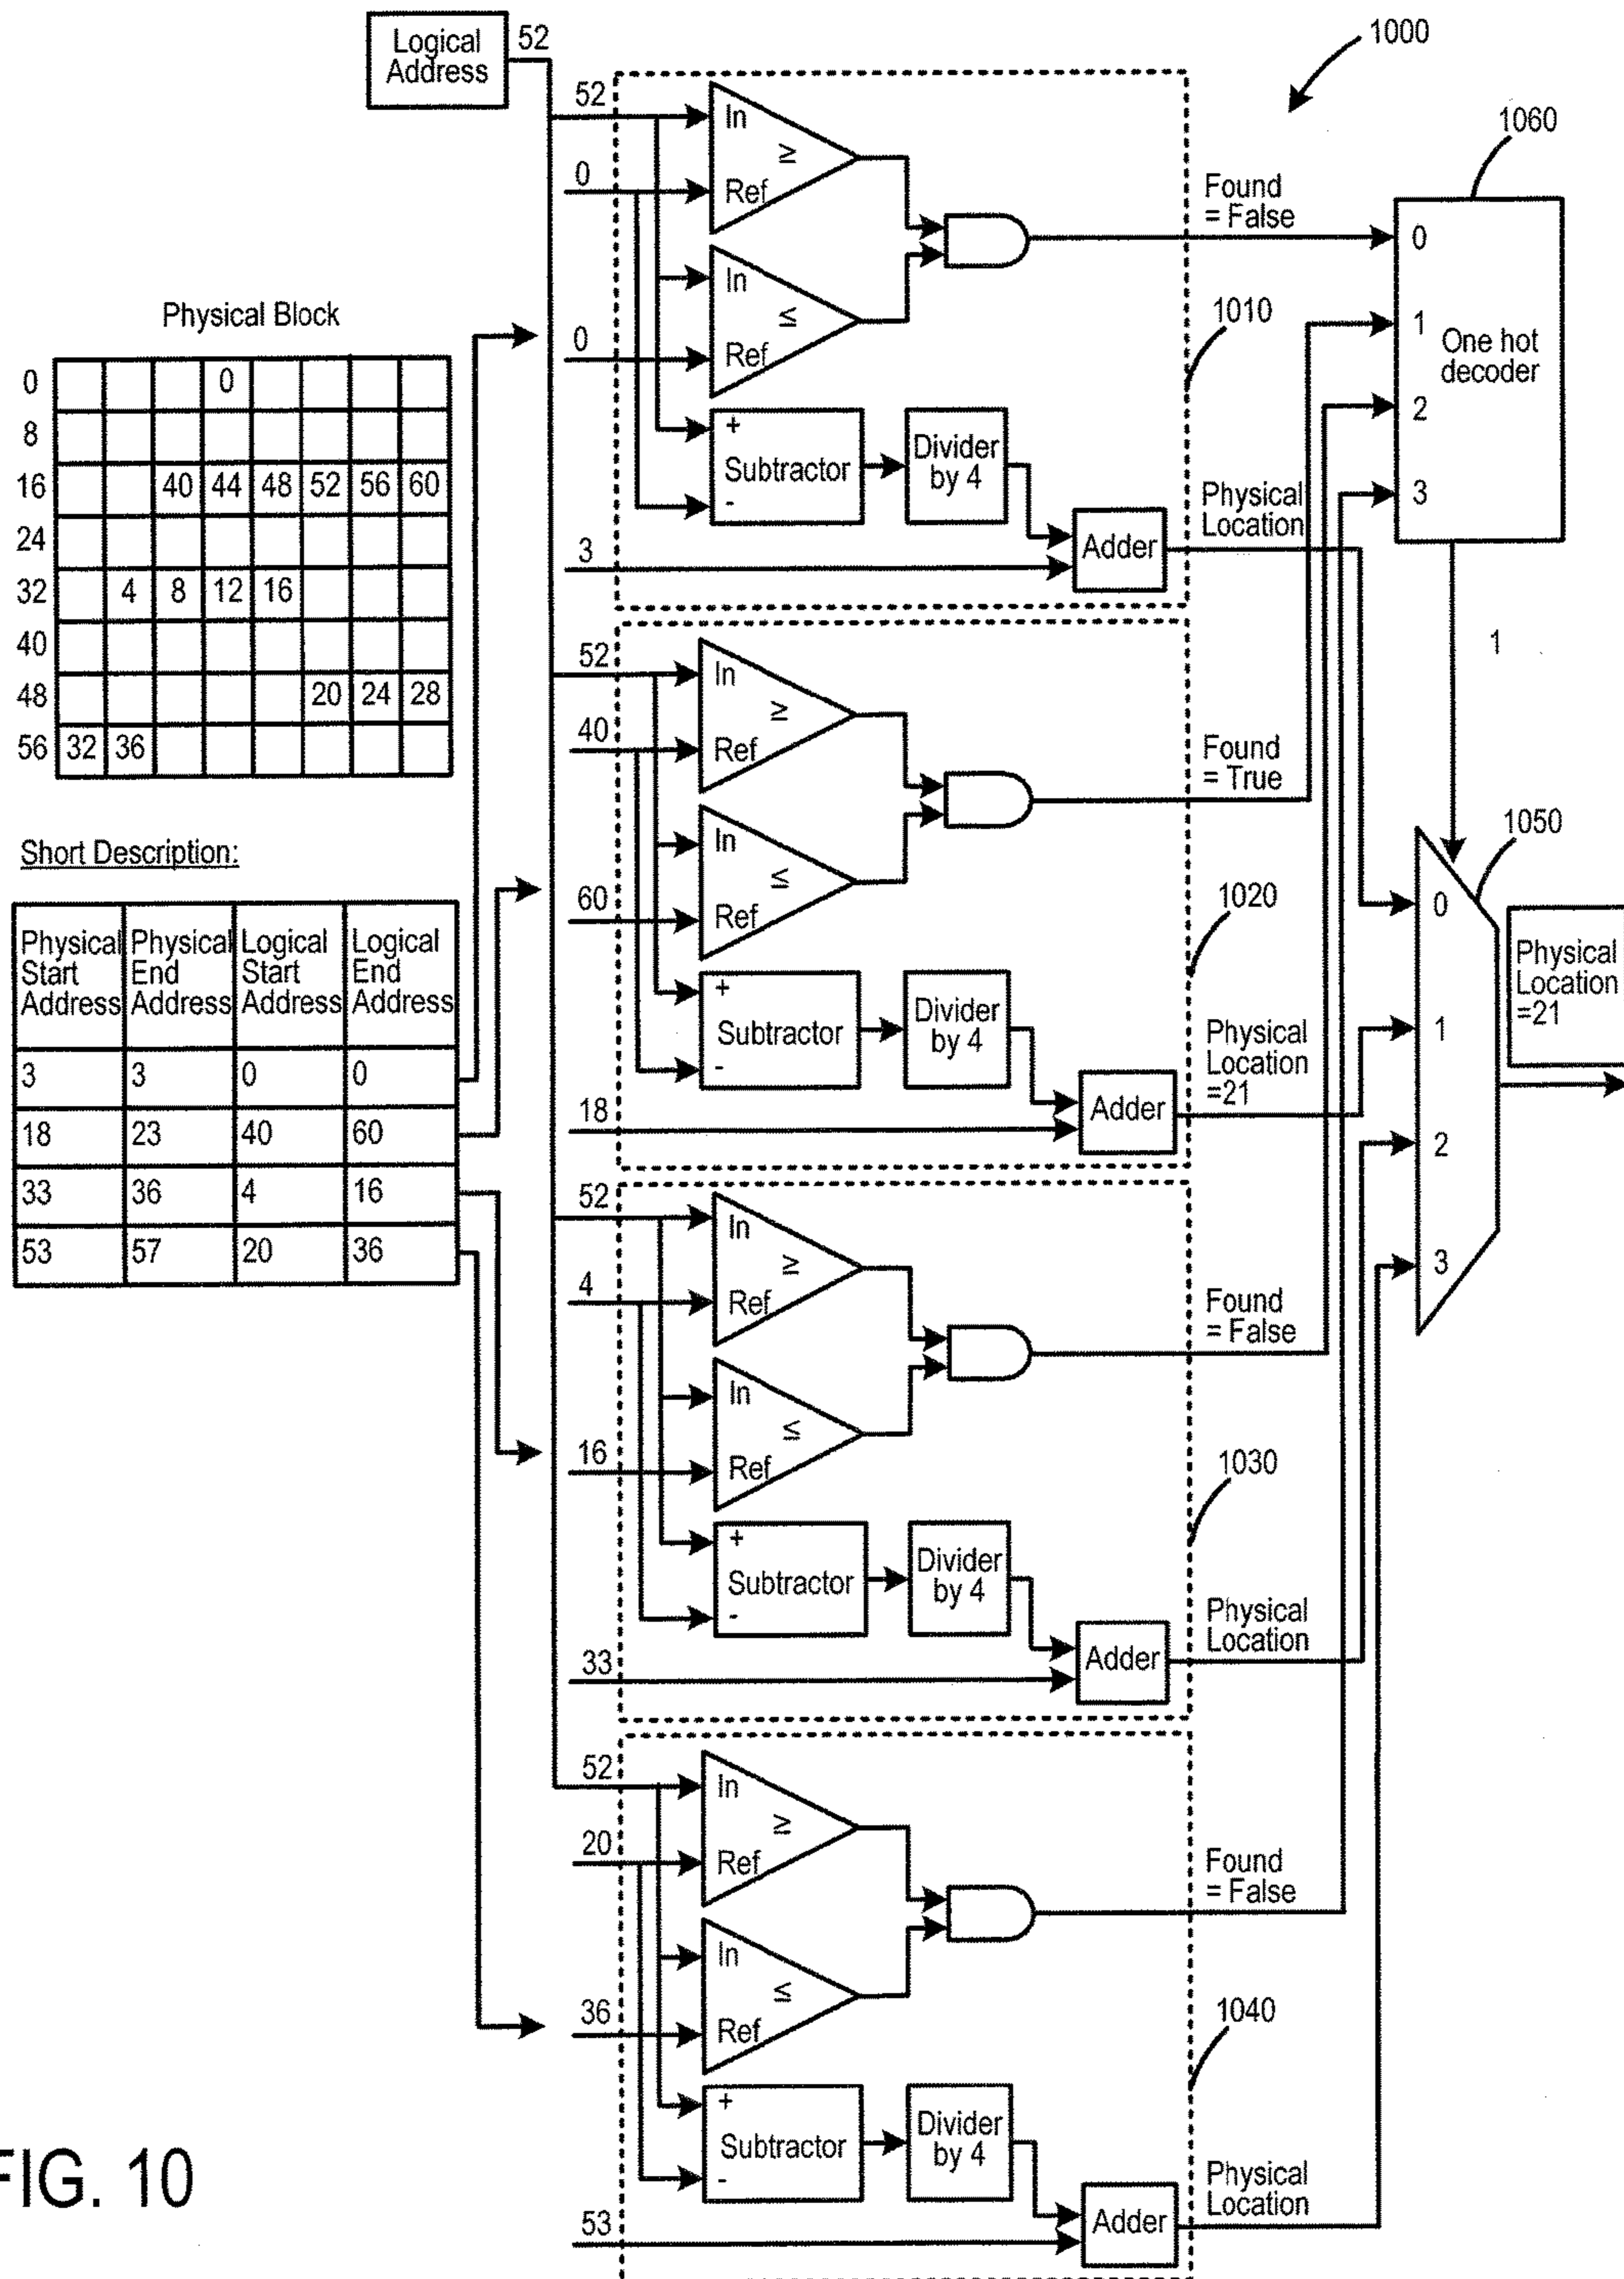 Logical
Address
52
1000
1060
52
In
≥
0
Ref
In
≤
0
Ref
Found
= False
0
1
One hot
decoder
2
3
1010
+
Subtractor
-
Divider
by 4
3
Adder
Physical
Location
Physical Block
0 0
8
16 40 44 48 52 56 60
24
32 4 8 12 16
40
48 20 24 28
56 32 36
1
52
In
≥
40
Ref
In
≤
60
Ref
Found
= True
1020
+
Subtractor
-
Divider
by 4
18
Adder
Physical
Location
=21
1050
0
1
2
3
Physical
Location
=21
Short Description:
Physical Start Address
Physical End Address
Logical Start Address
Logical End Address
3 3 0 0
18 23 40 60
33 36 4 16
53 57 20 36
52
In
≥
4
Ref
In
≤
16
Ref
Found
= False
1030
+
Subtractor
-
Divider
by 4
33
Adder
Physical
Location
52
In
≥
20
Ref
In
≤
36
Ref
Found
= False
1040
+
Subtractor
-
Divider
by 4
53
Adder
Physical
Location
FIG. 10